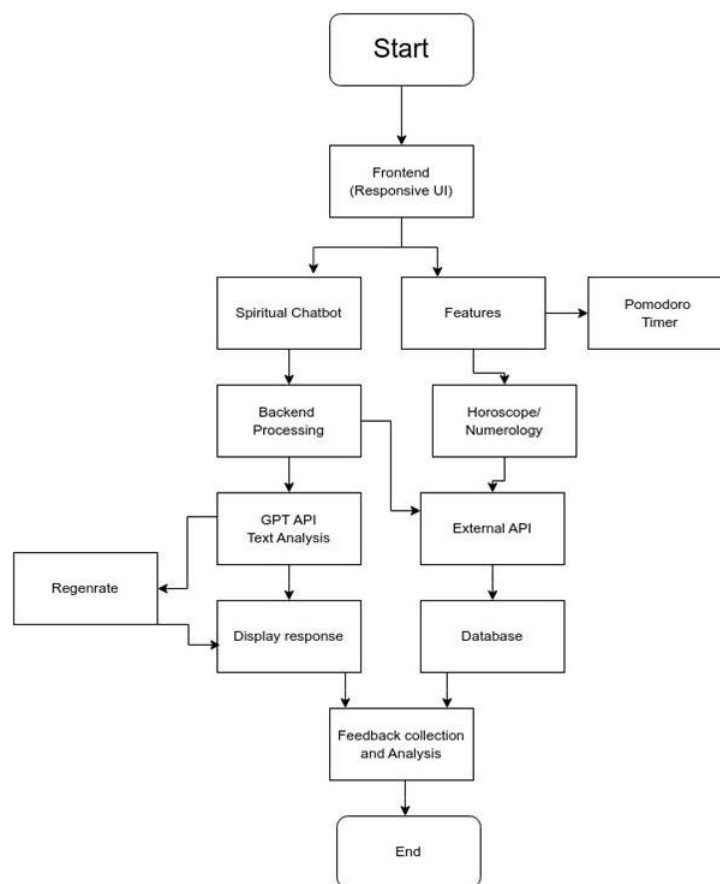 Start
Frontend
(Responsive UI)
Spiritual Chatbot
Features
Pomodoro
Timer
Backend
Processing
Horoscope/
Numerology
GPT API
Text Analysis
External API
Regenrate
Display response
Database
Feedback collection
and Analysis
End